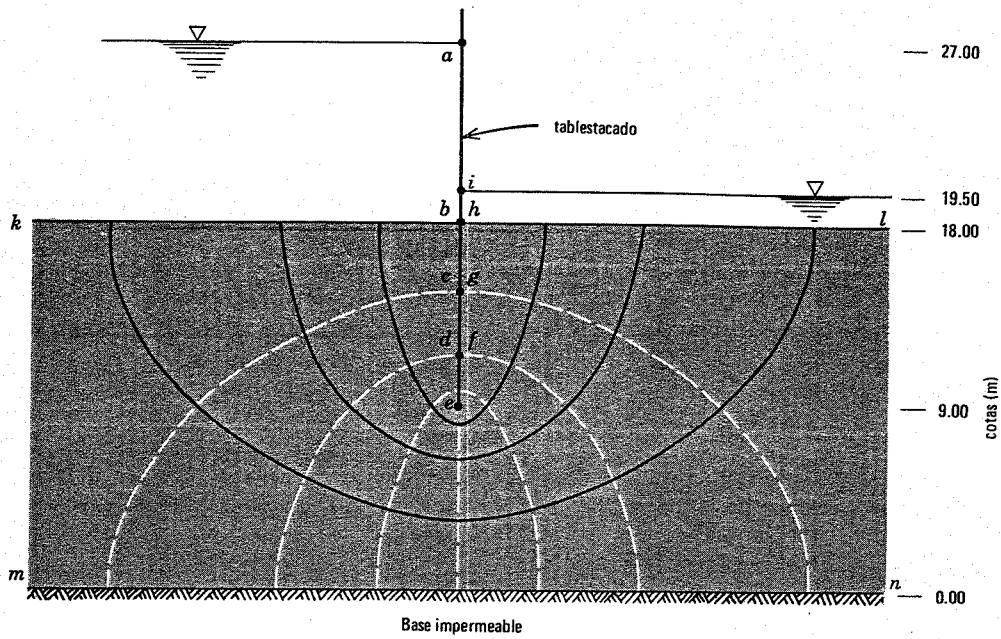 a
27.00
tablestacado
i
19.50
k
b h
l
18.00
c g
d f
e
9.00
cotas (m)
m
n
0.00
Base impermeable